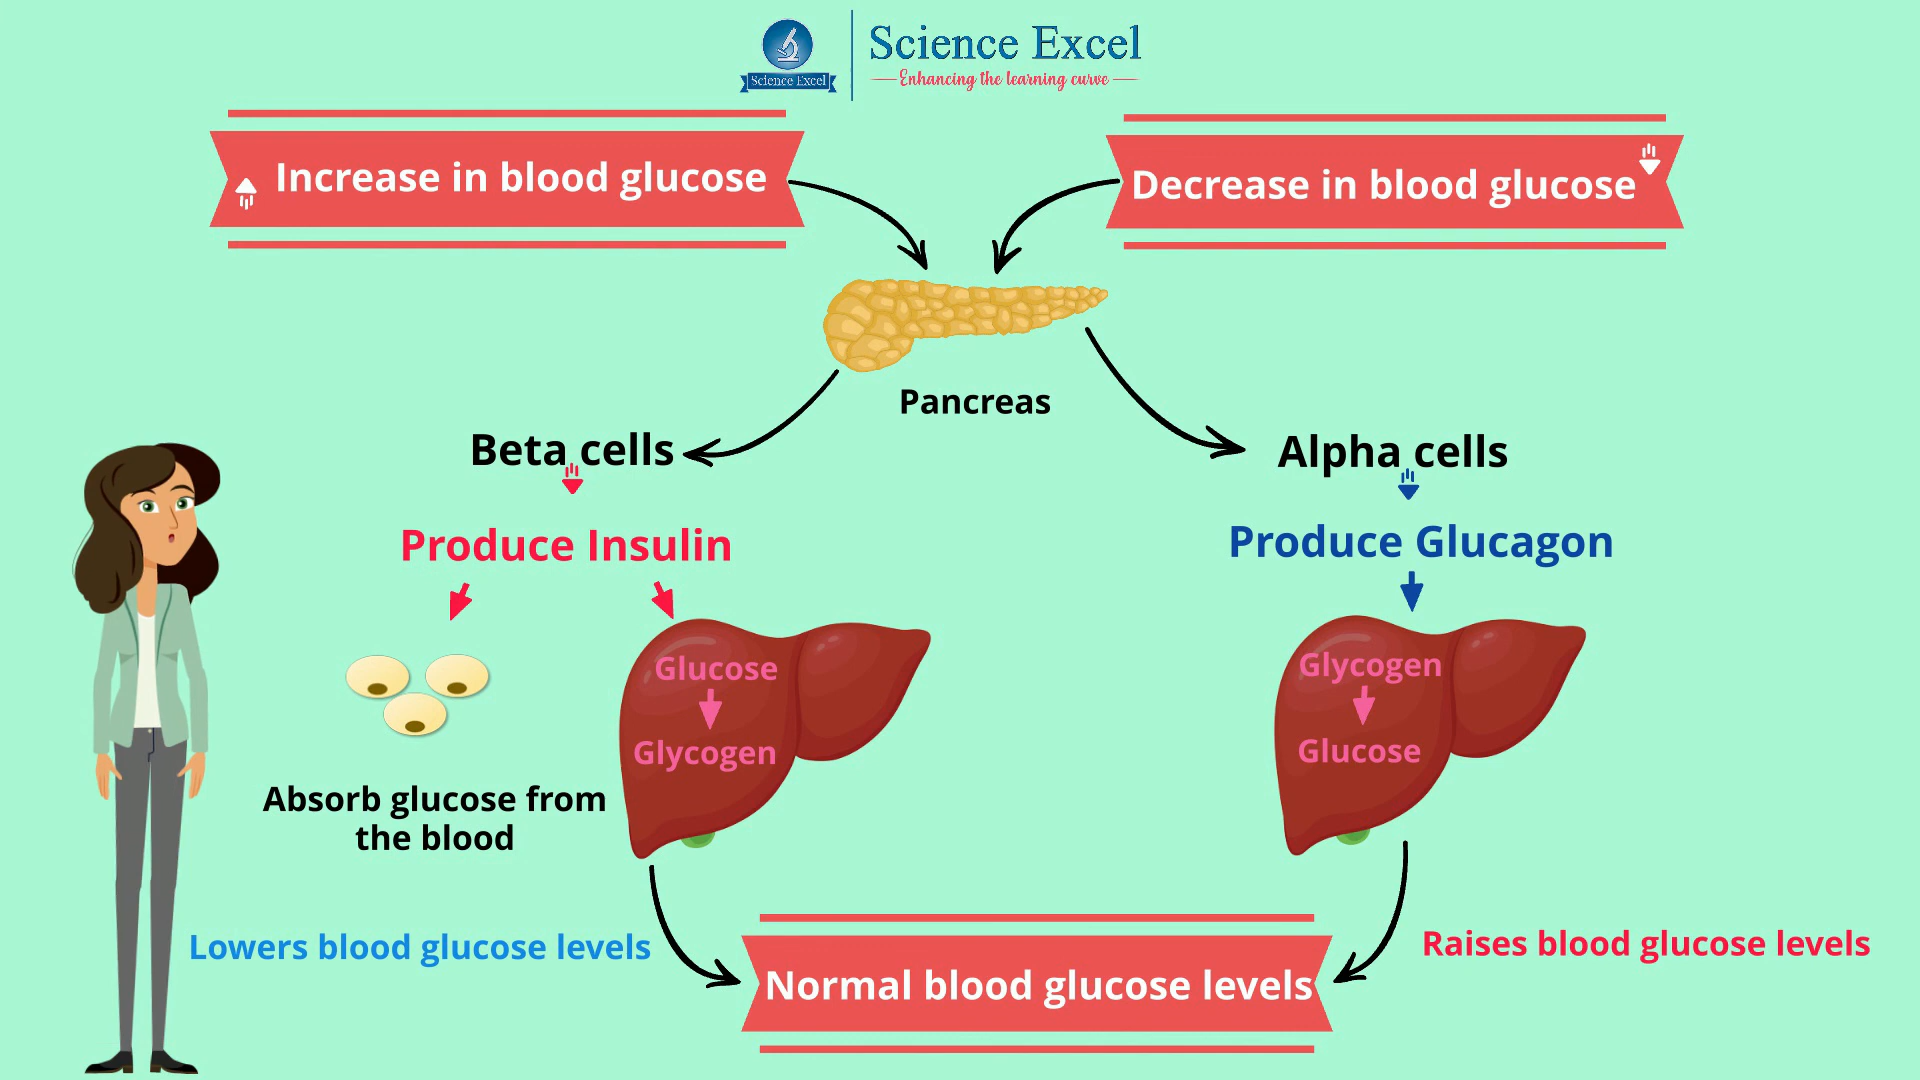 Science Excel
Science Excel
Enhancing the learning curve
Increase in blood glucose
Decrease in blood glucose
Pancreas
Beta cells
Alpha cells
Produce Insulin
Produce Glucagon
Glucose
Glycogen
Glycogen
Glucose
Absorb glucose from
the blood
Lowers blood glucose levels
Raises blood glucose levels
Normal blood glucose levels